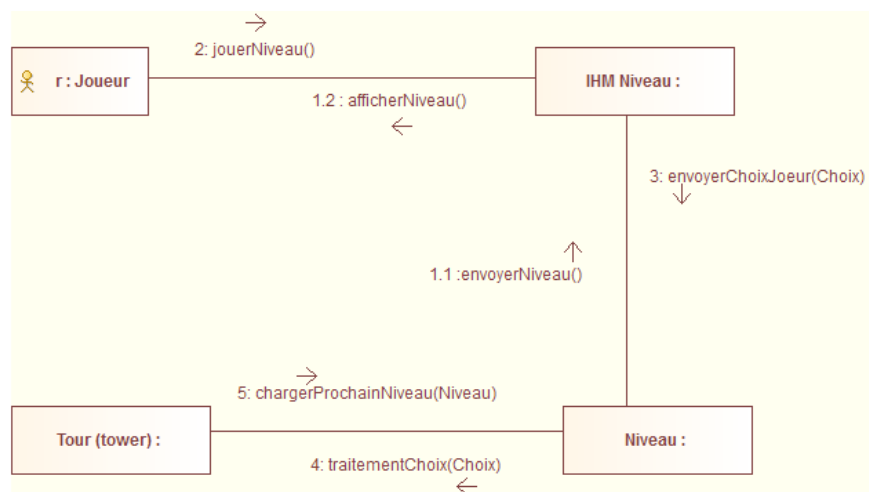 2: jouerNiveau()
r : Joueur
IHM Niveau :
1.2 : afficherNiveau()
3: envoyerChoixJoeur(Choix)
1.1 :envoyerNiveau()
5: chargerProchainNiveau(Niveau)
Tour (tower) :
Niveau :
4: traitementChoix(Choix)